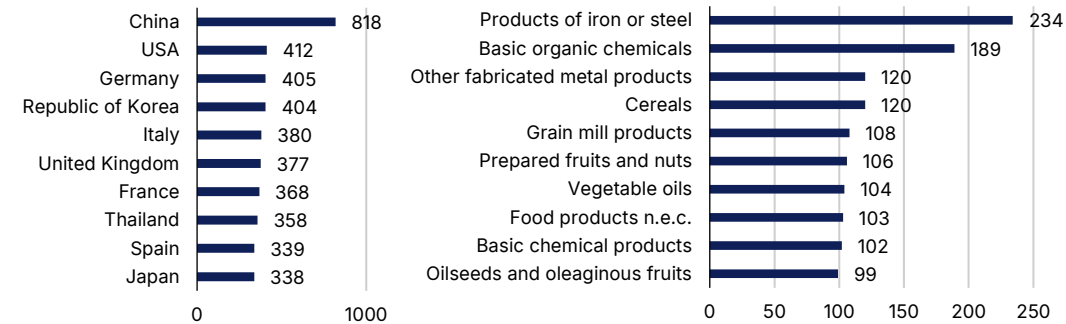 China 818
USA 412
Germany 405
Republic of Korea 404
Italy 380
United Kingdom 377
France 368
Thailand 358
Spain 339
Japan 338
0 1000
Products of iron or steel 234
Basic organic chemicals 189
Other fabricated metal products 120
Cereals 120
Grain mill products 108
Prepared fruits and nuts 106
Vegetable oils 104
Food products n.e.c. 103
Basic chemical products 102
Oilseeds and oleaginous fruits 99
0 50 100 150 200 250